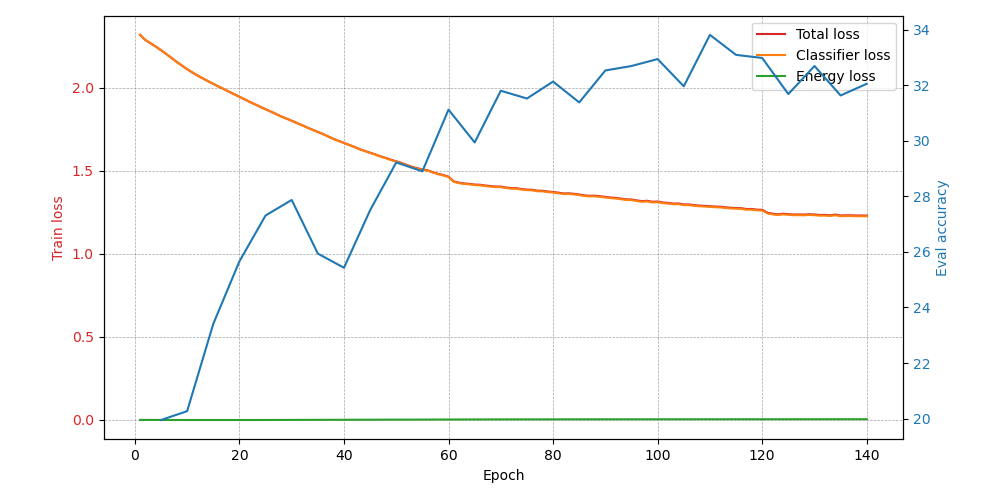 Total loss
Classifier loss
Energy loss
Train loss
2.0
1.5
1.0
0.5
0.0
34
32
30
28
26
24
22
20
Eval accuracy
0 20 40 60 80 100 120 140
Epoch